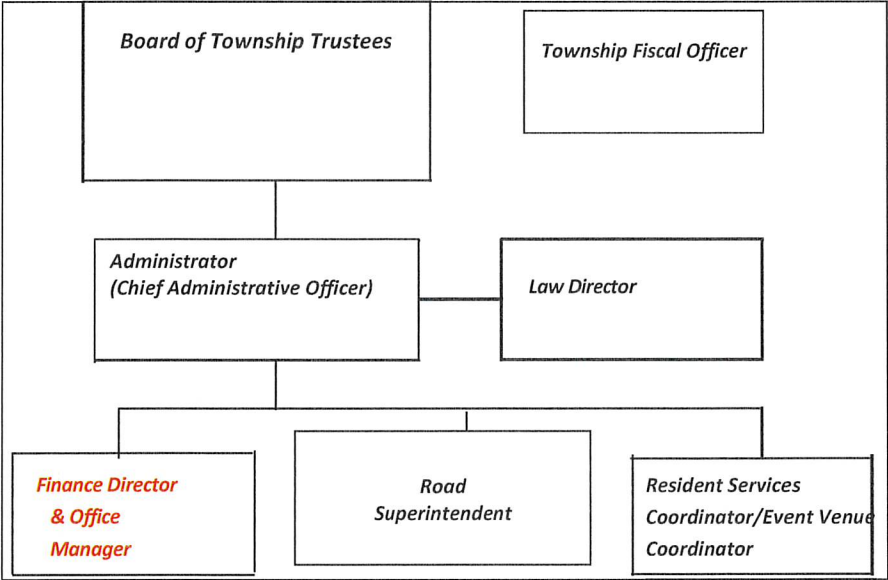 Board of Township Trustees
Township Fiscal Officer
Administrator
(Chief Administrative Officer)
Law Director
Finance Director
& Office
Manager
Road
Superintendent
Resident Services
Coordinator/Event Venue
Coordinator